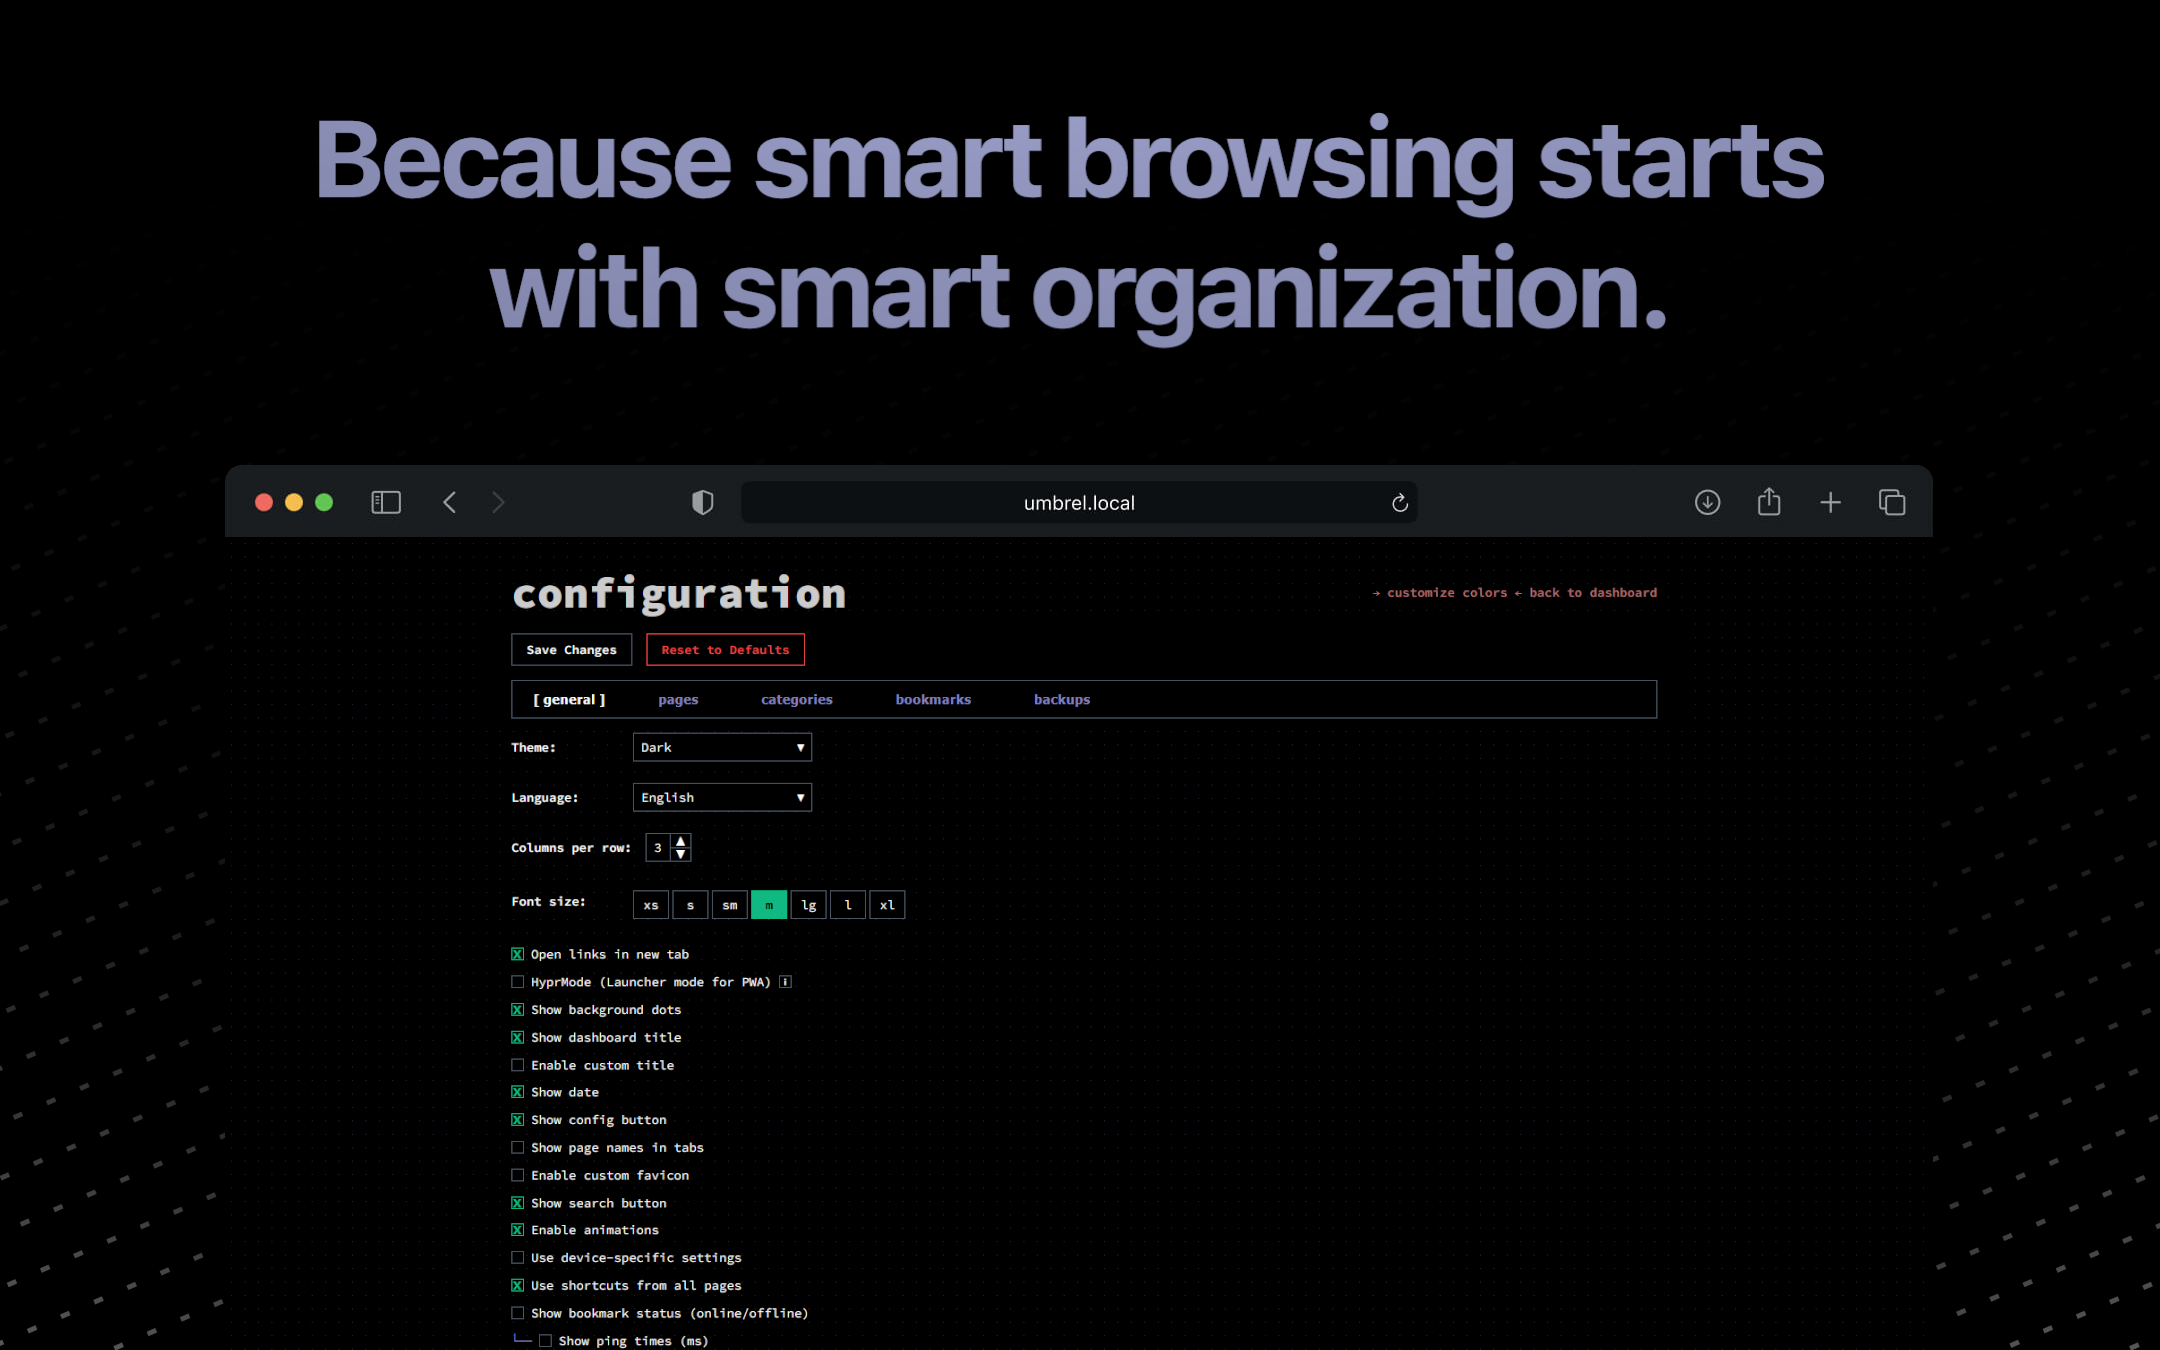 Because smart browsing starts
with smart organization.
umbrel.local
configuration
→ customize colors ← back to dashboard
Save Changes
Reset to Defaults
[ general ] pages categories bookmarks backups
Theme: Dark ▼
Language: English ▼
Columns per row: 3
Font size: xs s sm m lg l xl
Open links in new tab
HyprMode (Launcher mode for PWA) i
Show background dots
Show dashboard title
Enable custom title
Show date
Show config button
Show page names in tabs
Enable custom favicon
Show search button
Enable animations
Use device-specific settings
Use shortcuts from all pages
Show bookmark status (online/offline)
Show ping times (ms)